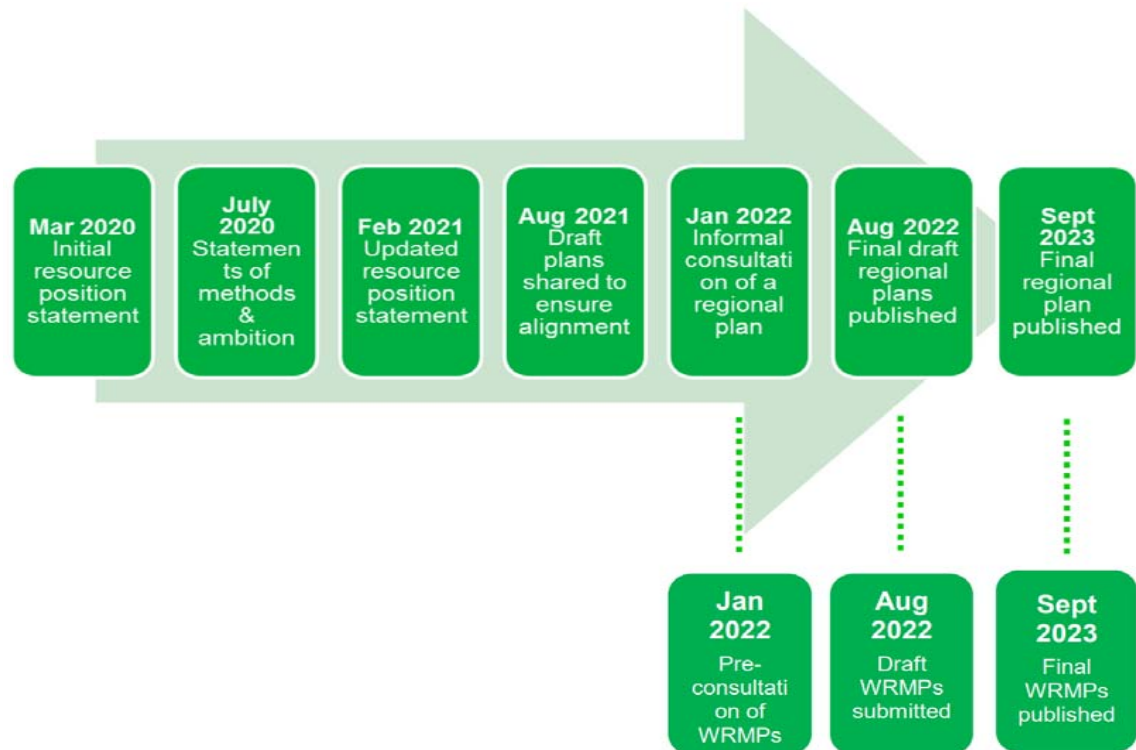 Mar 2020
Initial
resource
position
statement
July
2020
Statemen
ts of
methods
&
ambition
Feb 2021
Updated
resource
position
statement
Aug 2021
Draft
plans
shared to
ensure
alignment
Jan 2022
Informal
consultati
on of a
regional
plan
Aug 2022
Final draft
regional
plans
published
Sept
2023
Final
regional
plan
published
Jan
2022
Pre-
consultati
on of
WRMPs
Aug
2022
Draft
WRMPs
submitted
Sept
2023
Final
WRMPs
published